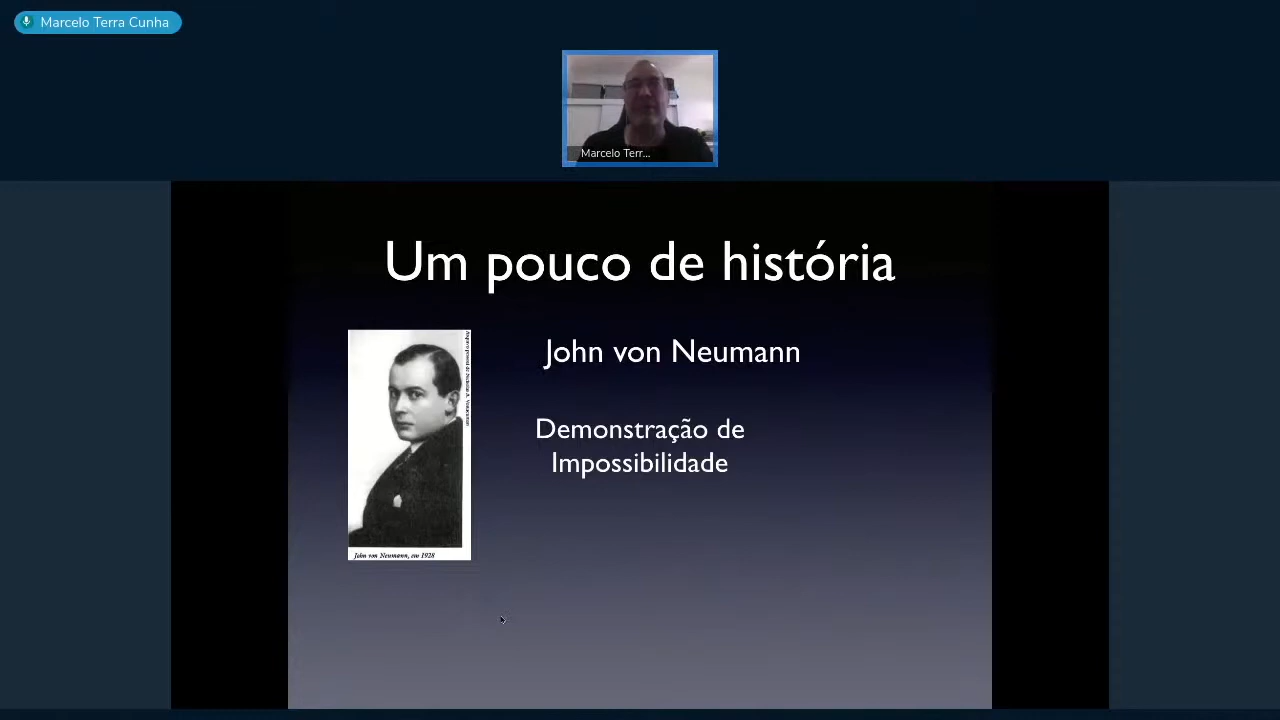 Marcelo Terra Cunha
Marcelo Terr...
Um pouco de história
John von Neumann
Demonstração de
Impossibilidade
John von Neumann, em 1928